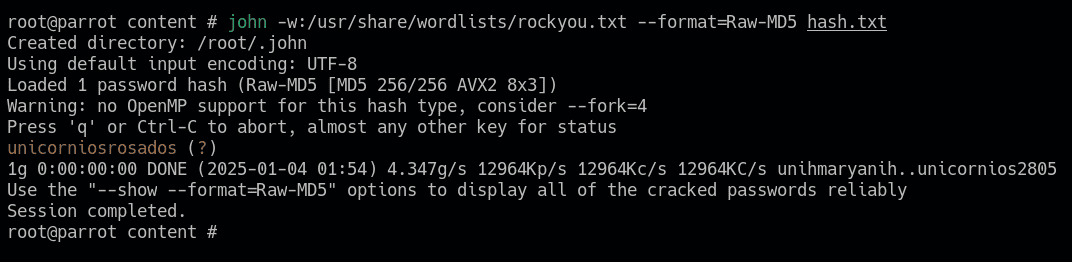 root@parrot content # john -w:/usr/share/wordlists/rockyou.txt --format=Raw-MD5 hash.txt
Created directory: /root/.john
Using default input encoding: UTF-8
Loaded 1 password hash (Raw-MD5 [MD5 256/256 AVX2 8x3])
Warning: no OpenMP support for this hash type, consider --fork=4
Press 'q' or Ctrl-C to abort, almost any other key for status
unicorniosrosados (?)
1g 0:00:00:00 DONE (2025-01-04 01:54) 4.347g/s 12964Kp/s 12964Kc/s 12964KC/s unihmaryanih..unicornios2805
Use the "--show --format=Raw-MD5" options to display all of the cracked passwords reliably
Session completed.
root@parrot content #